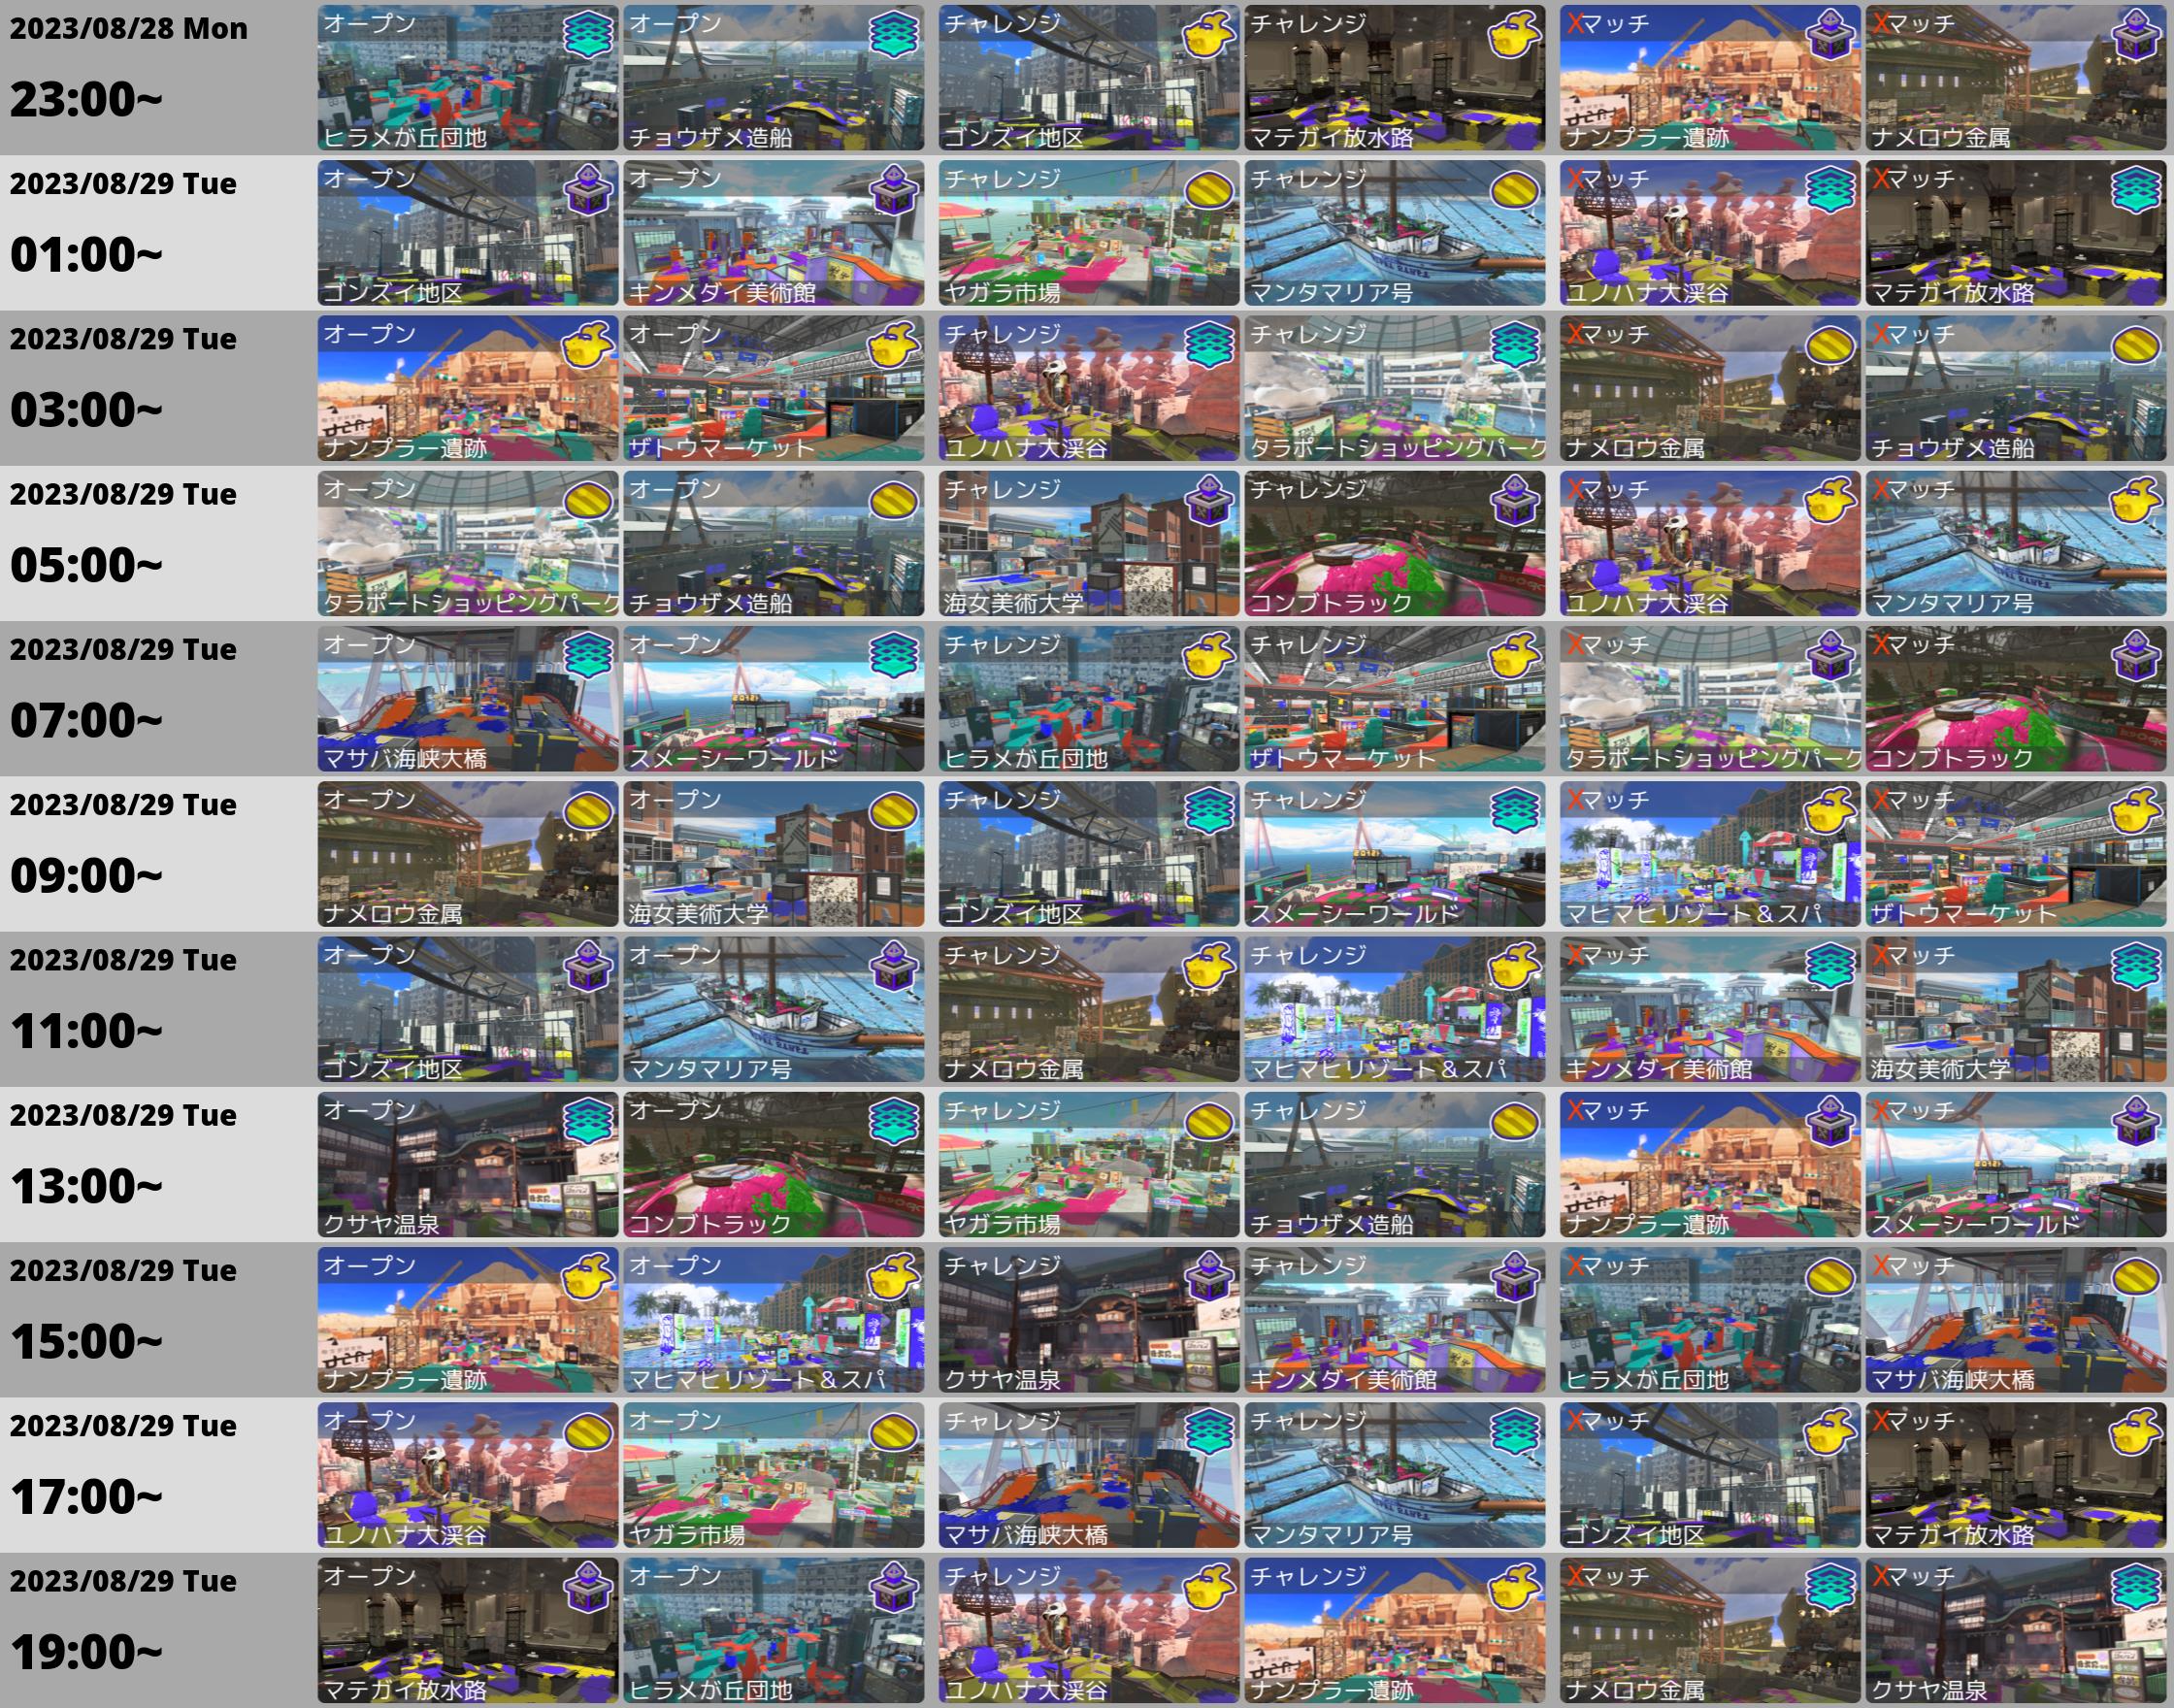 2023/08/28 Mon
23:00~
オープン オープン チャレンジ チャレンジ Xマッチ Xマッチ
ヒラメが丘団地 チョウザメ造船 ゴンズイ地区 マテガイ放水路 ナンプラー遺跡 ナメロウ金属
2023/08/29 Tue
01:00~
オープン オープン チャレンジ チャレンジ Xマッチ Xマッチ
ゴンズイ地区 キンメダイ美術館 ヤガラ市場 マンタマリア号 ユノハナ大渓谷 マテガイ放水路
2023/08/29 Tue
03:00~
オープン オープン チャレンジ チャレンジ Xマッチ Xマッチ
ナンプラー遺跡 ザトウマーケット ユノハナ大渓谷 タラポートショッピングパーク ナメロウ金属 チョウザメ造船
2023/08/29 Tue
05:00~
オープン オープン チャレンジ チャレンジ Xマッチ Xマッチ
タラポートショッピングパーク チョウザメ造船 海女美術大学 コンブトラック ユノハナ大渓谷 マンタマリア号
2023/08/29 Tue
07:00~
オープン オープン チャレンジ チャレンジ Xマッチ Xマッチ
マサバ海峡大橋 スメーシーワールド ヒラメが丘団地 ザトウマーケット タラポートショッピングパーク コンブトラック
2023/08/29 Tue
09:00~
オープン オープン チャレンジ チャレンジ Xマッチ Xマッチ
ナメロウ金属 海女美術大学 ゴンズイ地区 スメーシーワールド マヒマヒリゾート＆スパ ザトウマーケット
2023/08/29 Tue
11:00~
オープン オープン チャレンジ チャレンジ Xマッチ Xマッチ
ゴンズイ地区 マンタマリア号 ナメロウ金属 マヒマヒリゾート＆スパ キンメダイ美術館 海女美術大学
2023/08/29 Tue
13:00~
オープン オープン チャレンジ チャレンジ Xマッチ Xマッチ
クサヤ温泉 コンブトラック ヤガラ市場 チョウザメ造船 ナンプラー遺跡 スメーシーワールド
2023/08/29 Tue
15:00~
オープン オープン チャレンジ チャレンジ Xマッチ Xマッチ
ナンプラー遺跡 マヒマヒリゾート＆スパ クサヤ温泉 キンメダイ美術館 ヒラメが丘団地 マサバ海峡大橋
2023/08/29 Tue
17:00~
オープン オープン チャレンジ チャレンジ Xマッチ Xマッチ
ユノハナ大渓谷 ヤガラ市場 マサバ海峡大橋 マンタマリア号 ゴンズイ地区 マテガイ放水路
2023/08/29 Tue
19:00~
オープン オープン チャレンジ チャレンジ Xマッチ Xマッチ
マテガイ放水路 ヒラメが丘団地 ユノハナ大渓谷 ナンプラー遺跡 ナメロウ金属 クサヤ温泉